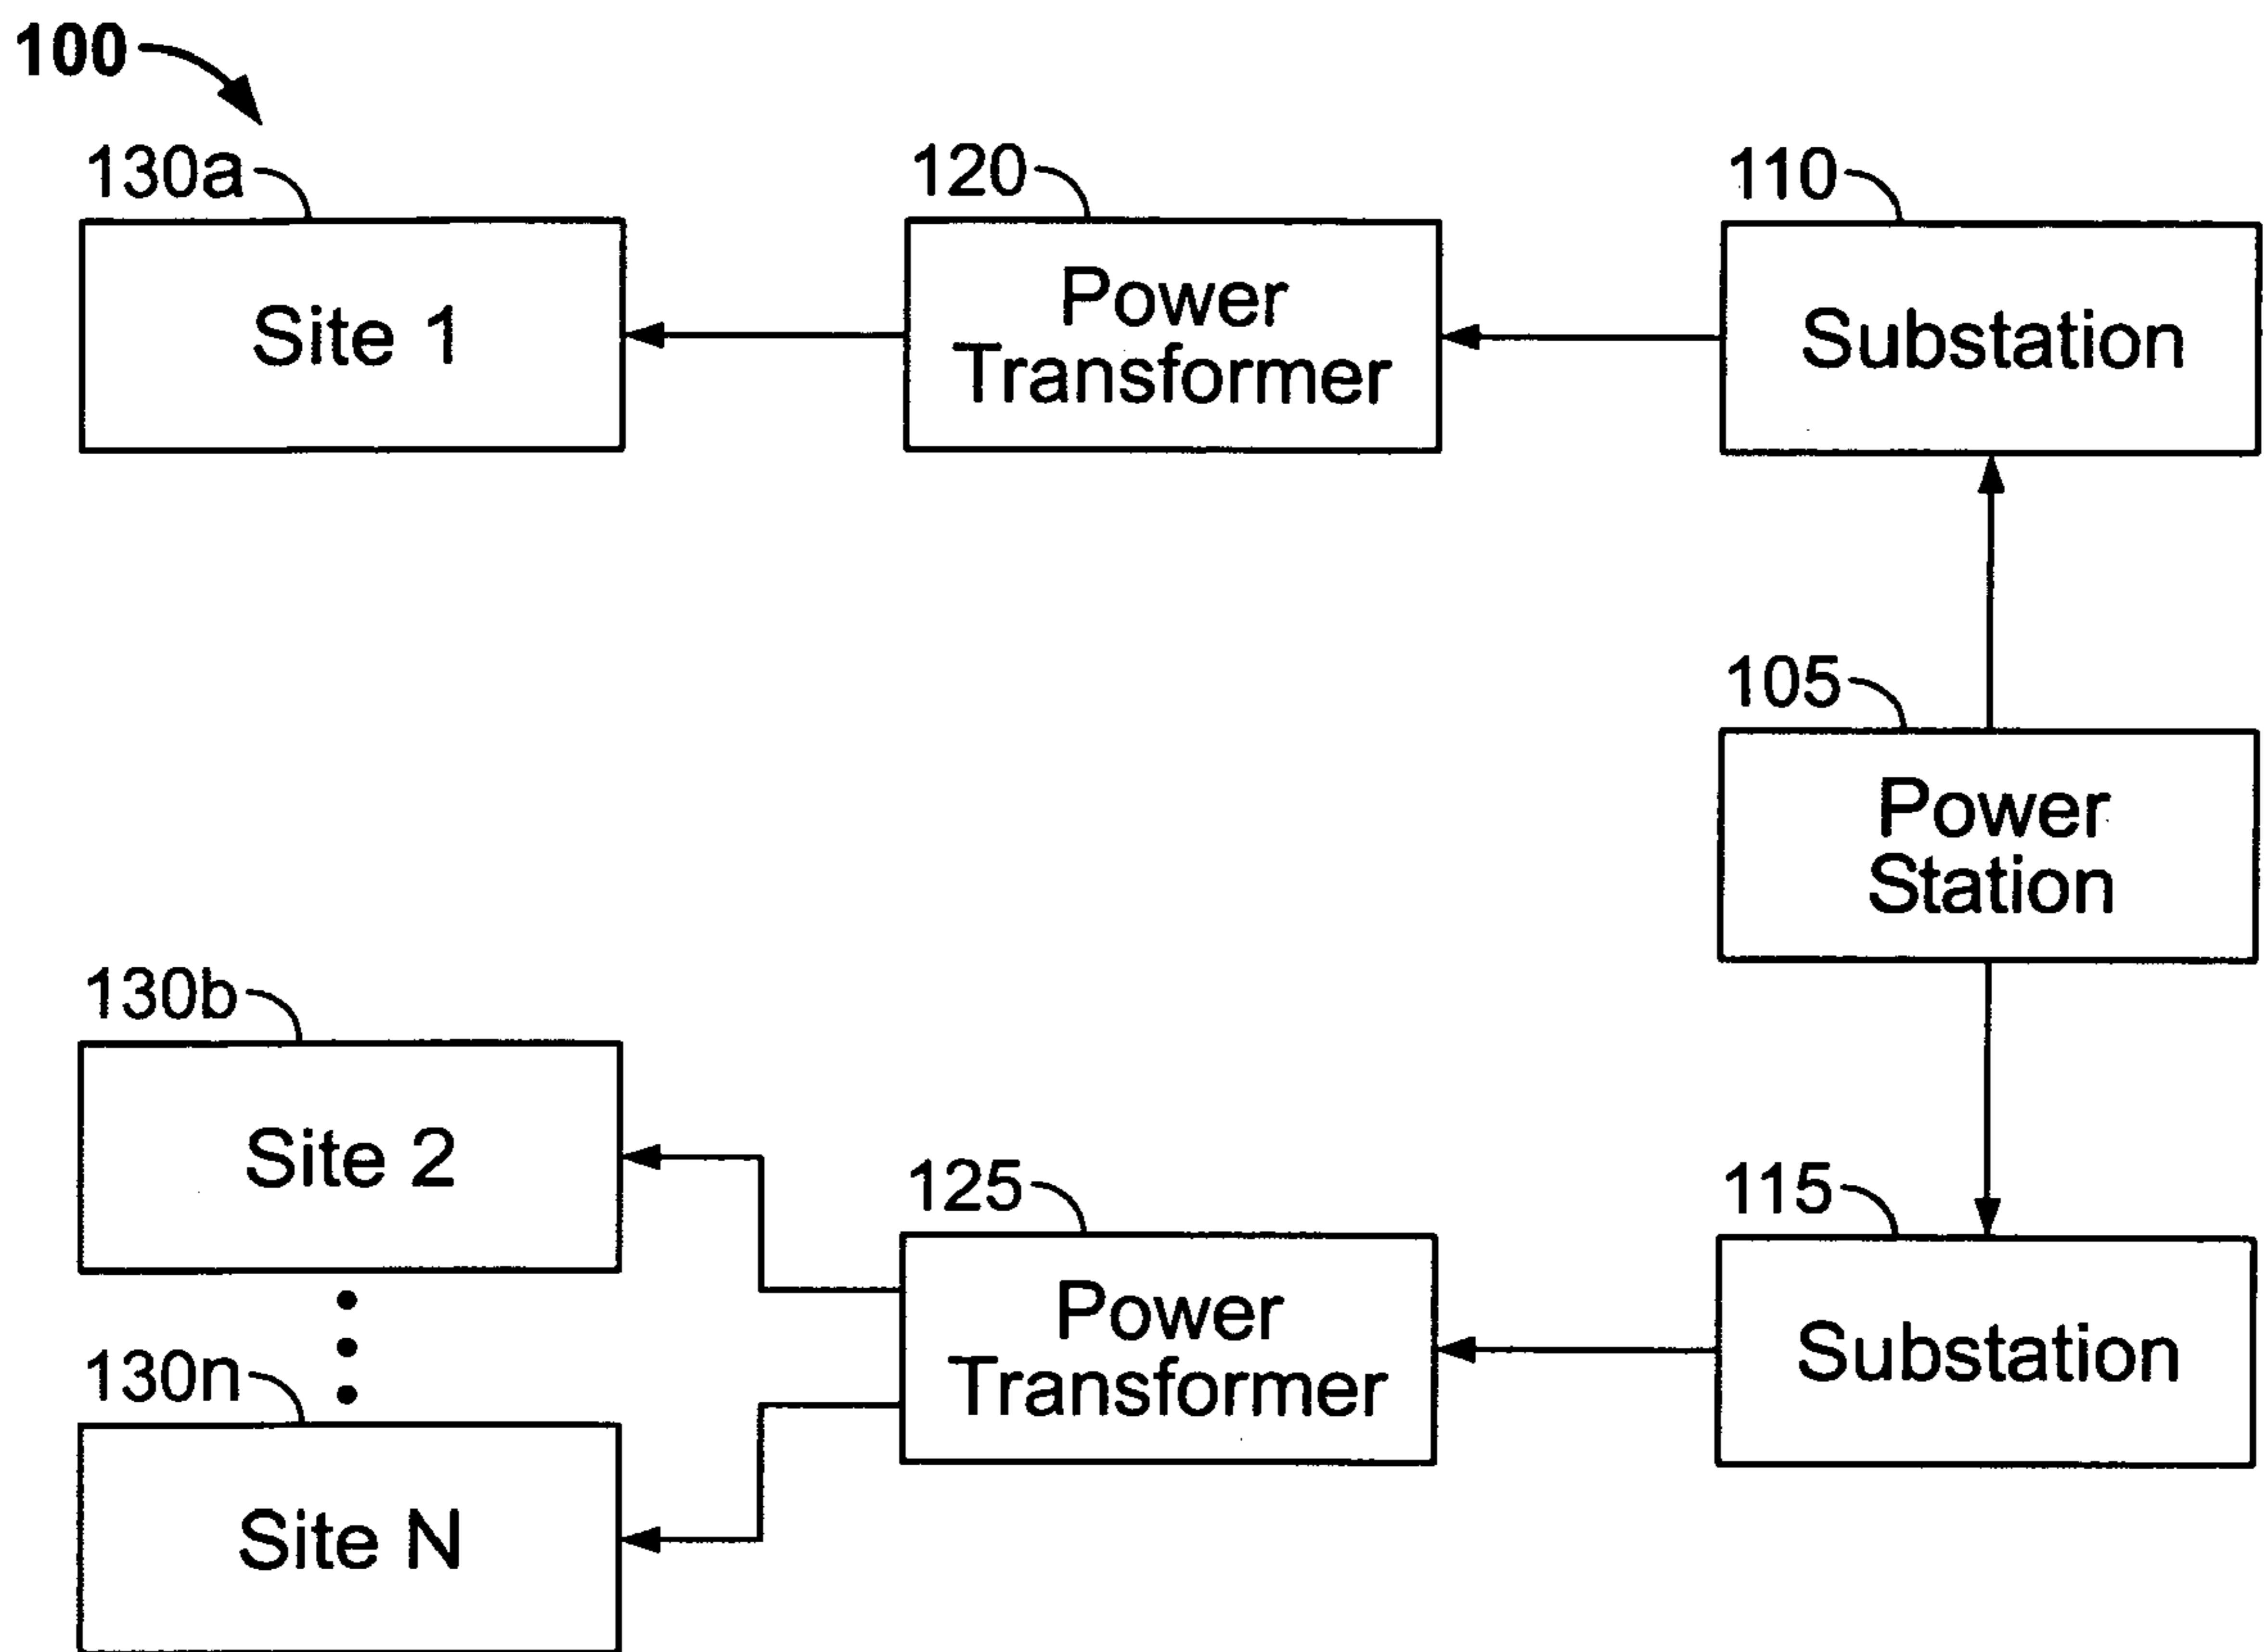 100
130a
120
110
Site 1
Power
Transformer
Substation
105
Power
Station
130b
Site 2
125
115
Power
Transformer
Substation
130n
Site N